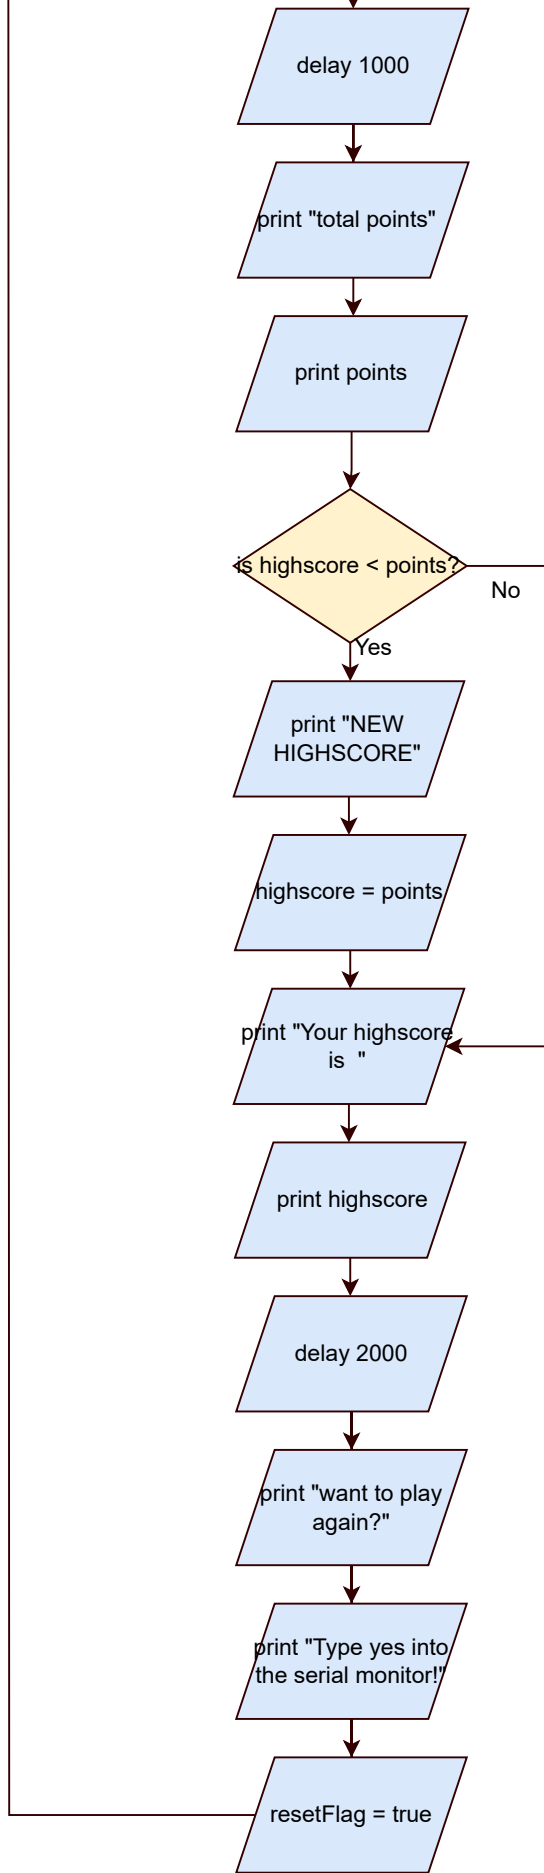 delay 1000
print "total points"
print points
is highscore < points?
No
Yes
print "NEW
HIGHSCORE"
highscore = points
print "Your highscore
is  "
print highscore
delay 2000
print "want to play
again?"
print "Type yes into
the serial monitor!"
resetFlag = true